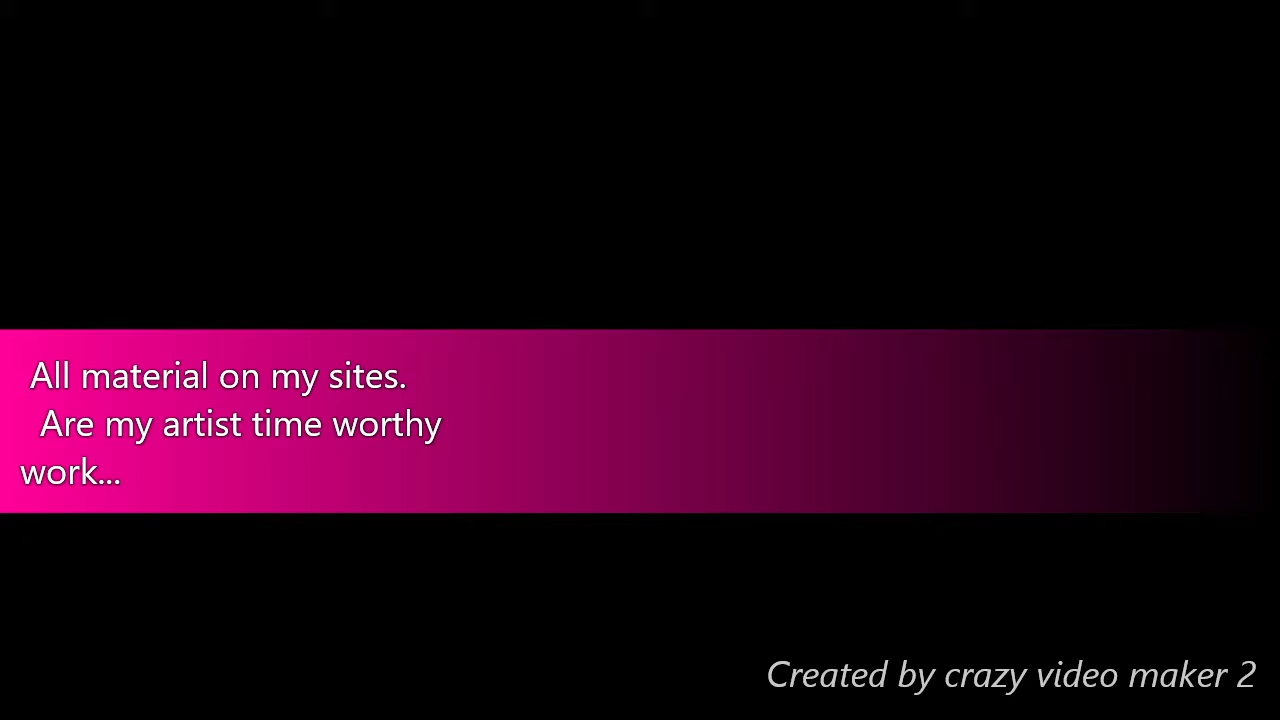 All material on my sites.
Are my artist time worthy
work...
Created by crazy video maker 2